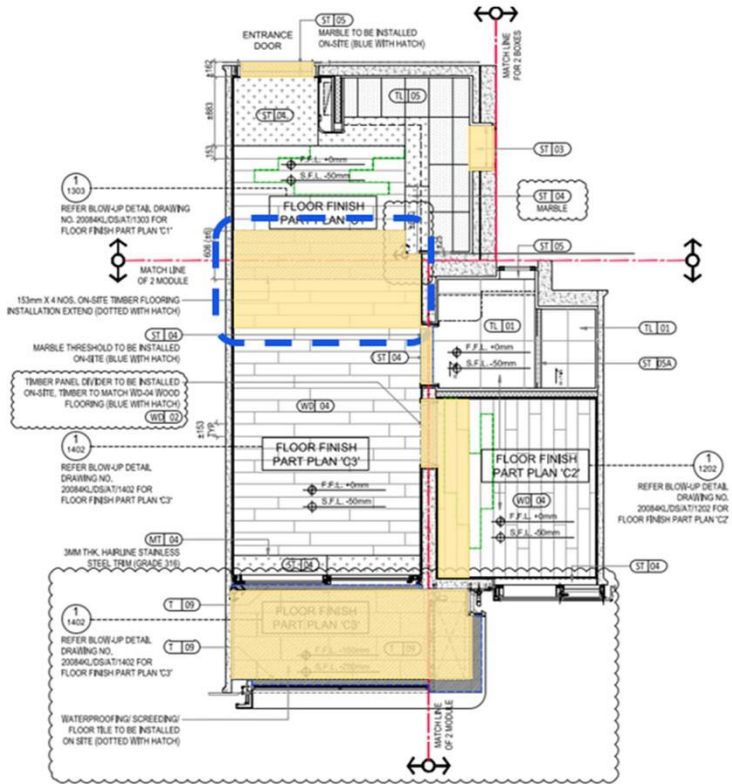 ST 05
MARBLE TO BE INSTALLED
ON-SITE (BLUE WITH HATCH)
ENTRANCE
DOOR
MATCH LINE
FOR 2 BOXES
±162
±883
153
ST 04
TL 05
ST 03
F.F.L. +0mm
S.F.L. -50mm
1
1303
REFER BLOW-UP DETAIL DRAWING
NO. 20084KL/DS/AT/1303 FOR
FLOOR FINISH PART PLAN 'C1'
FLOOR FINISH
PART PLAN 'C1'
ST 04
MARBLE
ST 05
606 (±6)
±25
MATCH LINE
OF 2 MODULE
153mm X 4 NOS. ON-SITE TIMBER FLOORING
INSTALLATION EXTEND (DOTTED WITH HATCH)
TL 01
TL 01
ST 04
MARBLE THRESHOLD TO BE INSTALLED
ON-SITE (BLUE WITH HATCH)
F.F.L. +0mm
S.F.L. -50mm
ST 04
ST 05A
TIMBER PANEL DIVIDER TO BE INSTALLED
ON-SITE, TIMBER TO MATCH WD-04 WOOD
FLOORING (BLUE WITH HATCH)
WD 02
WD 04
±153
TYP.
1
1402
REFER BLOW-UP DETAIL
DRAWING NO.
20084KL/DS/AT/1402 FOR
FLOOR FINISH PART PLAN 'C3'
FLOOR FINISH
PART PLAN 'C3'
FLOOR FINISH
PART PLAN 'C2'
1
1202
REFER BLOW-UP DETAIL
DRAWING NO.
20084KL/DS/AT/1202 FOR
FLOOR FINISH PART PLAN 'C2'
F.F.L. +0mm
S.F.L. -50mm
WD 04
F.F.L. +0mm
S.F.L. -50mm
MT 04
3MM THK. HAIRLINE STAINLESS
STEEL TRIM (GRADE 316)
ST 04
ST 04
T 09
1
1402
REFER BLOW-UP DETAIL
DRAWING NO.
20084KL/DS/AT/1402 FOR
FLOOR FINISH PART PLAN 'C3'
T 09
FLOOR FINISH
PART PLAN 'C3'
T 09
WATERPROOFING/ SCREEDING/
FLOOR TILE TO BE INSTALLED
ON SITE (DOTTED WITH HATCH)
MATCH LINE
OF 2 MODULE